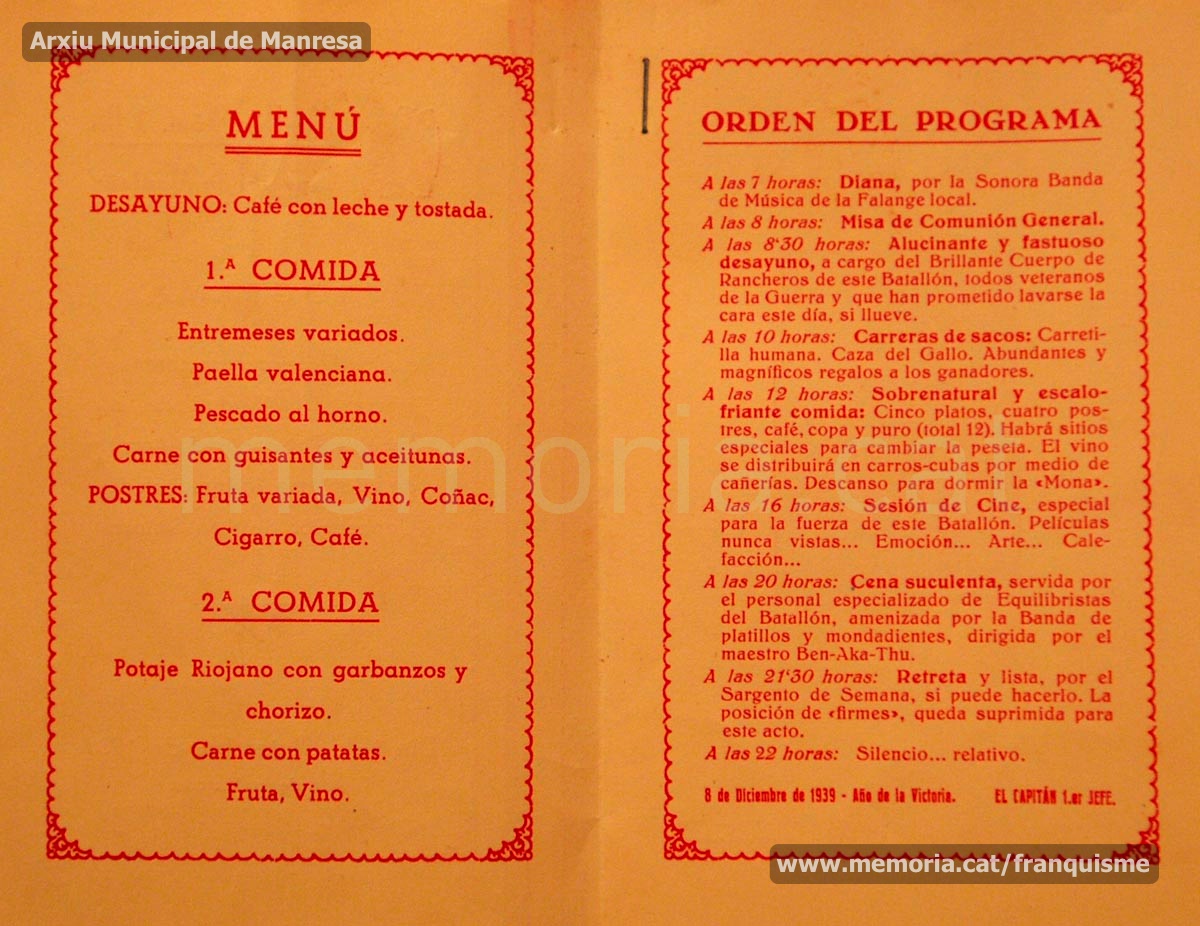 Arxiu Municipal de Manresa
MENÚ
DESAYUNO: Café con leche y tostada.
1.ª COMIDA
Entremeses variados.
Paella valenciana.
Pescado al horno.
Carne con guisantes y aceitunas.
POSTRES: Fruta variada, Vino, Coñac,
Cigarro, Café.
2.ª COMIDA
Potaje Riojano con garbanzos y
chorizo.
Carne con patatas.
Fruta, Vino.
ORDEN DEL PROGRAMA
A las 7 horas: Diana, por la Sonora Banda
de Música de la Falange local.
A las 8 horas: Misa de Comunión General.
A las 8'30 horas: Alucinante y fastuoso
desayuno, a cargo del Brillante Cuerpo de
Rancheros de este Batallón, todos veteranos
de la Guerra y que han prometido lavarse la
cara este día, si llueve.
A las 10 horas: Carreras de sacos: Carreti-
lla humana. Caza del Gallo. Abundantes y
magníficos regalos a los ganadores.
A las 12 horas: Sobrenatural y escalo-
friante comida: Cinco platos, cuatro pos-
tres, café, copa y puro (total 12). Habrá sitios
especiales para cambiar la peseta. El vino
se distribuirá en carros-cubas por medio de
cañerías. Descanso para dormir la «Mona».
A las 16 horas: Sesión de Cine, especial
para la fuerza de este Batallón. Películas
nunca vistas... Emoción... Arte... Cale-
facción...
A las 20 horas: Cena suculenta, servida por
el personal especializado de Equilibristas
del Batallón, amenizada por la Banda de
platillos y mondadientes, dirigida por el
maestro Ben-Aka-Thu.
A las 21'30 horas: Retreta y lista, por el
Sargento de Semana, si puede hacerlo. La
posición de «firmes», queda suprimida para
este acto.
A las 22 horas: Silencio... relativo.
8 de Diciembre de 1939 - Año de la Victoria. EL CAPITÁN 1.er JEFE.
memoria.cat
www.memoria.cat/franquisme